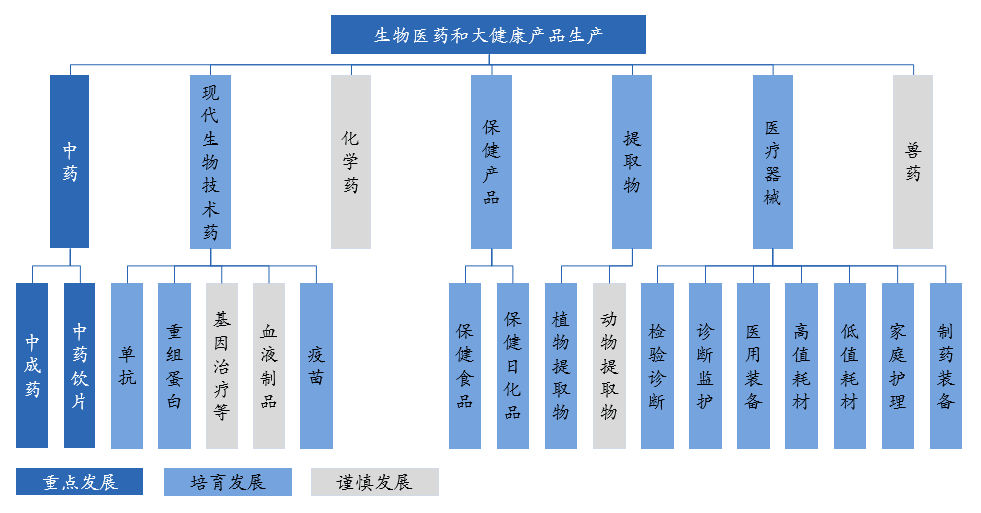 生物医药和大健康产品生产
中药
现代生物技术药
化学药
保健产品
提取物
医疗器械
兽药
中成药
中药饮片
单抗
重组蛋白
基因治疗等
血液制品
疫苗
保健食品
保健日化品
植物提取物
动物提取物
检验诊断
诊断监护
医用装备
高值耗材
低值耗材
家庭护理
制药装备
重点发展
培育发展
谨慎发展